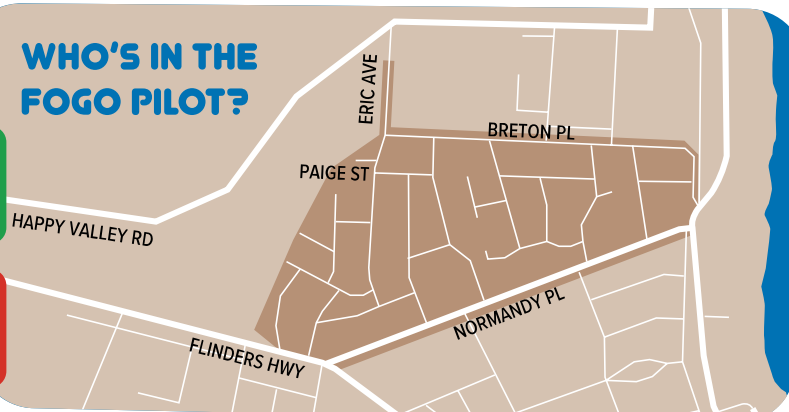 WHO'S IN THE
FOGO PILOT?
ERIC AVE
BRETON PL
PAIGE ST
HAPPY VALLEY RD
NORMANDY PL
FLINDERS HWY